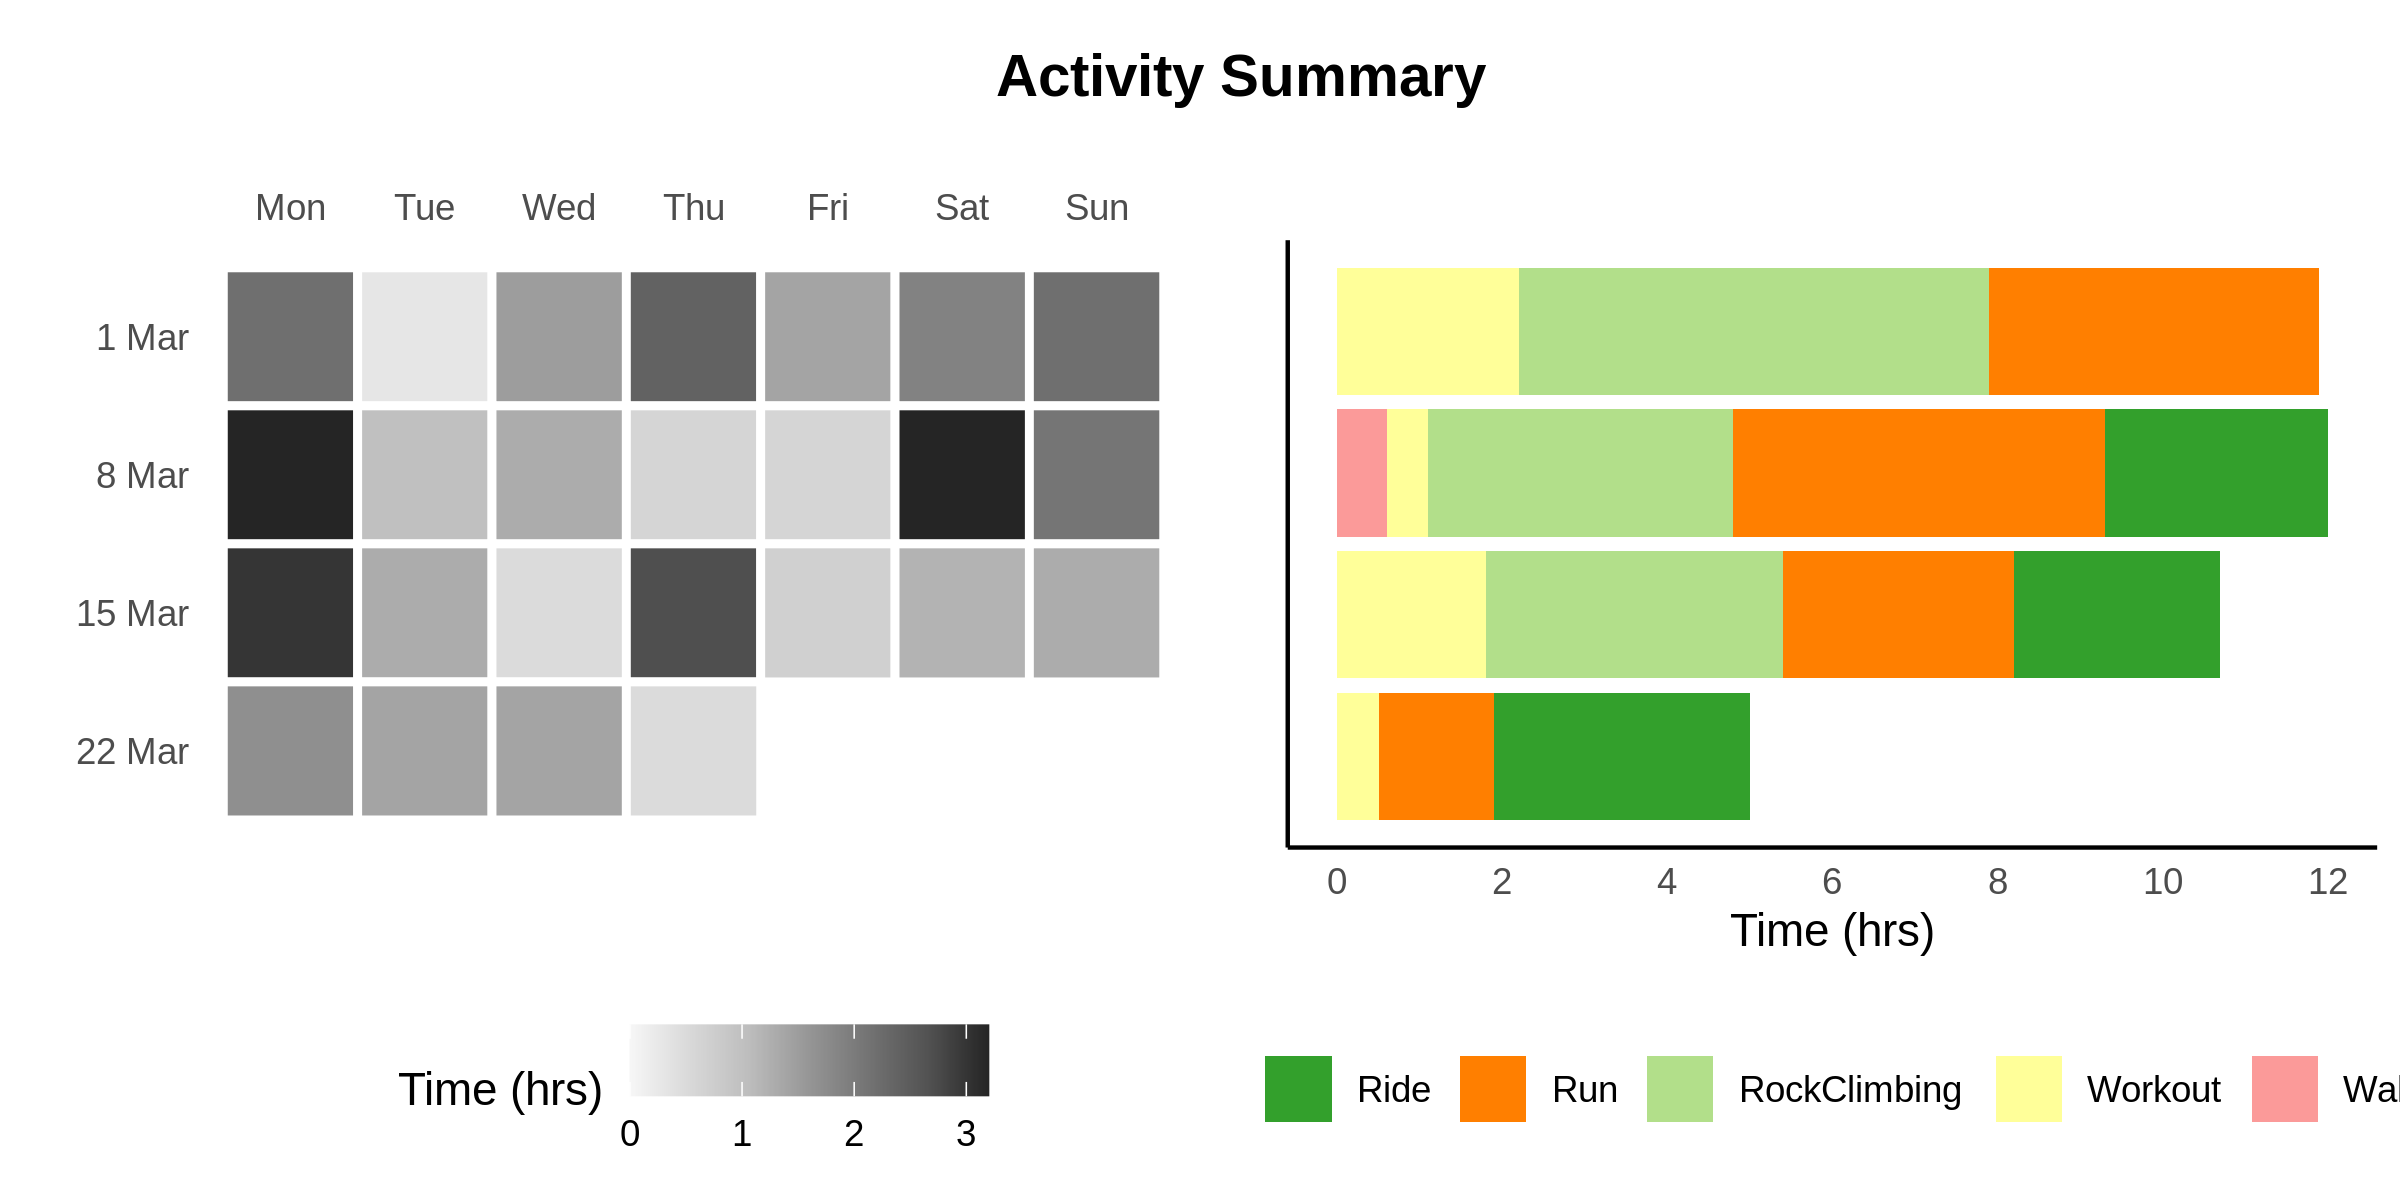 Activity Summary
Mon Tue Wed Thu Fri Sat Sun
1 Mar
8 Mar
15 Mar
22 Mar
0 2 4 6 8 10 12
Time (hrs)
Time (hrs)
0 1 2 3
Ride Run RockClimbing Workout